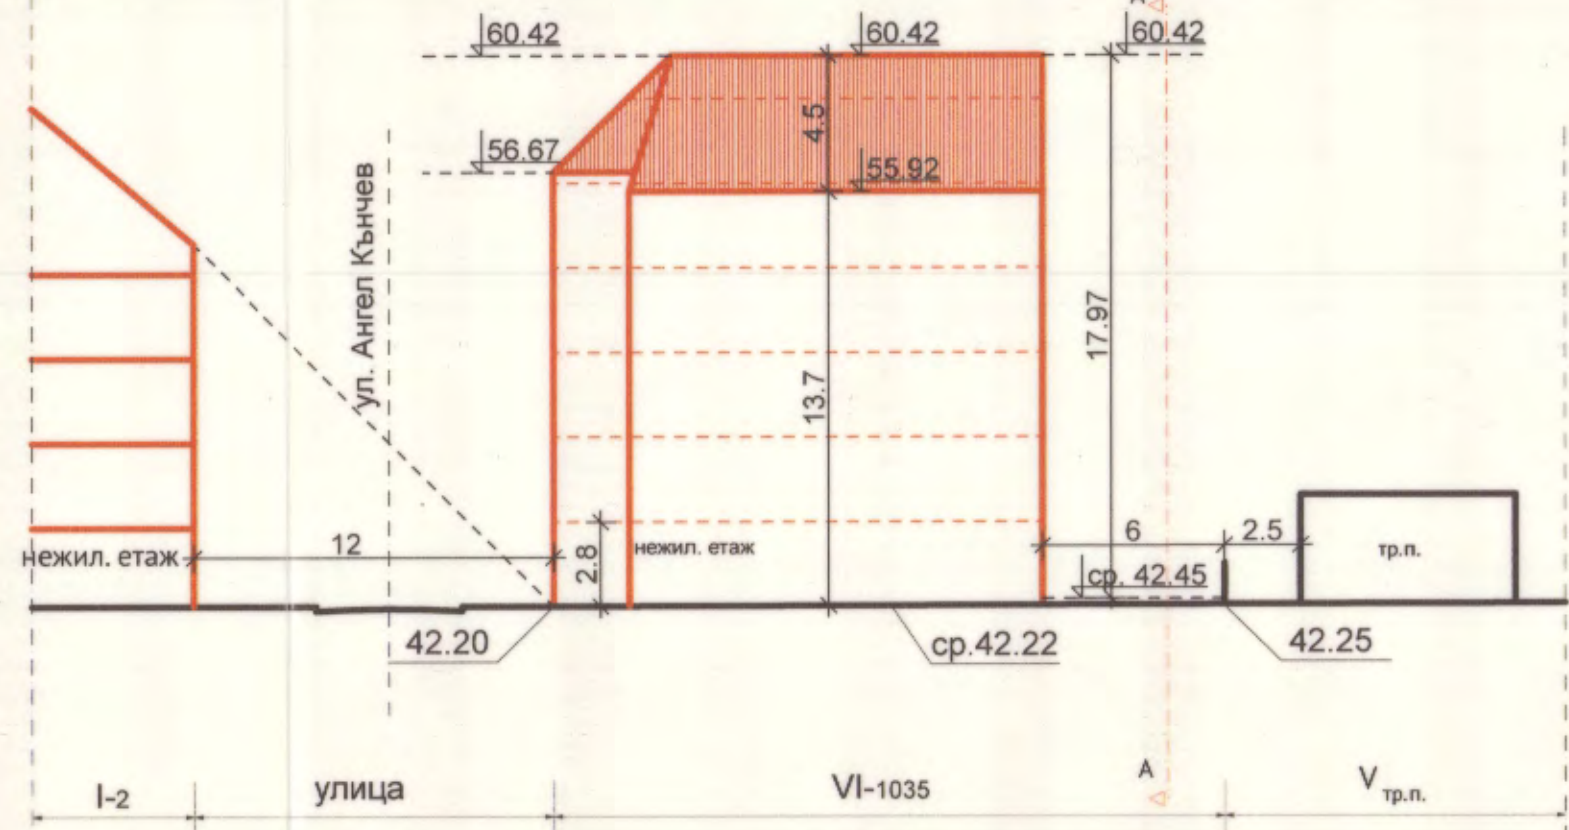 60.42
60.42
60.42
4.5
56.67
55.92
ул. Ангел Кънчев
17.97
13.7
нежил. етаж
12
2.8
нежил. етаж
6
2.5
тр.п.
ср. 42.45
42.20
ср.42.22
42.25
I-2
улица
VI-1035
А
V тр.п.